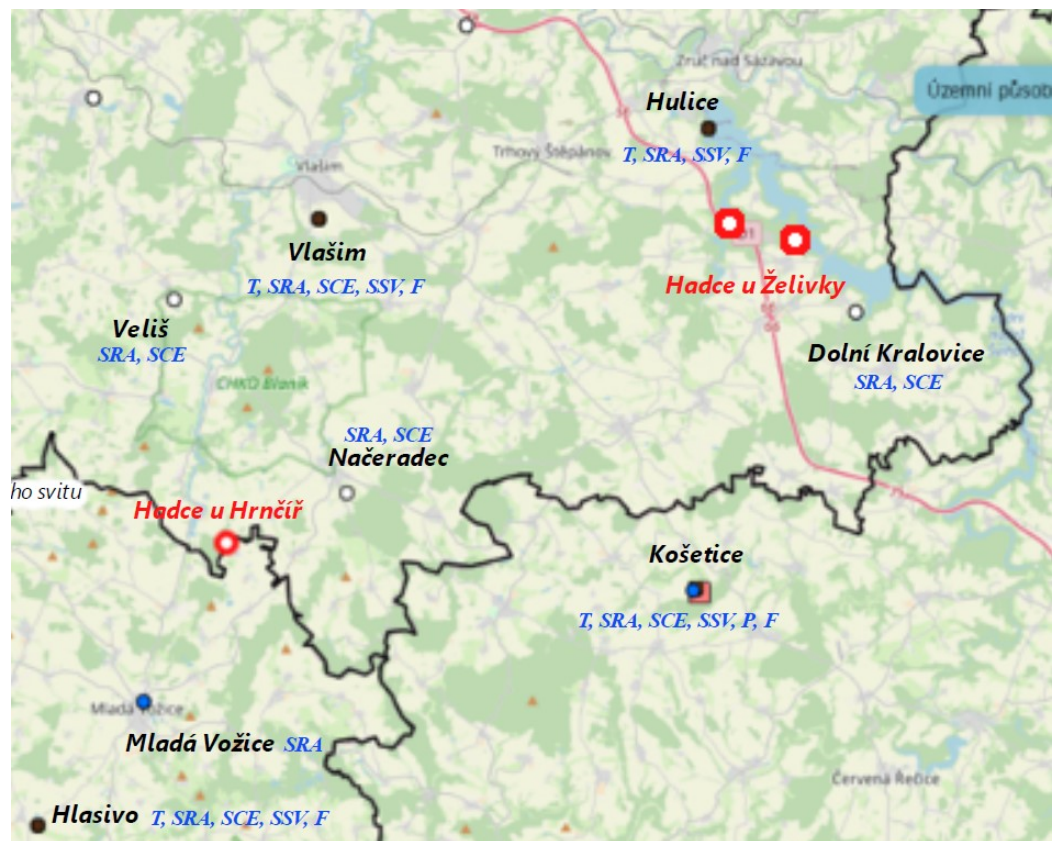 Zruč nad Sázavou
Územní působ
Hulice
T, SRA, SSV, F
Trhový Štěpánov
Vlašim
Vlašim
T, SRA, SCE, SSV, F
Hadce u Želivky
Veliš
SRA, SCE
Dolní Kralovice
SRA, SCE
CHKO Blaník
SRA, SCE
Načeradec
ho svitu
Hadce u Hrnčíř
Košetice
T, SRA, SCE, SSV, P, F
Mladá Vožice
Mladá Vožice SRA
Červená Řečice
Hlasivo T, SRA, SCE, SSV, F